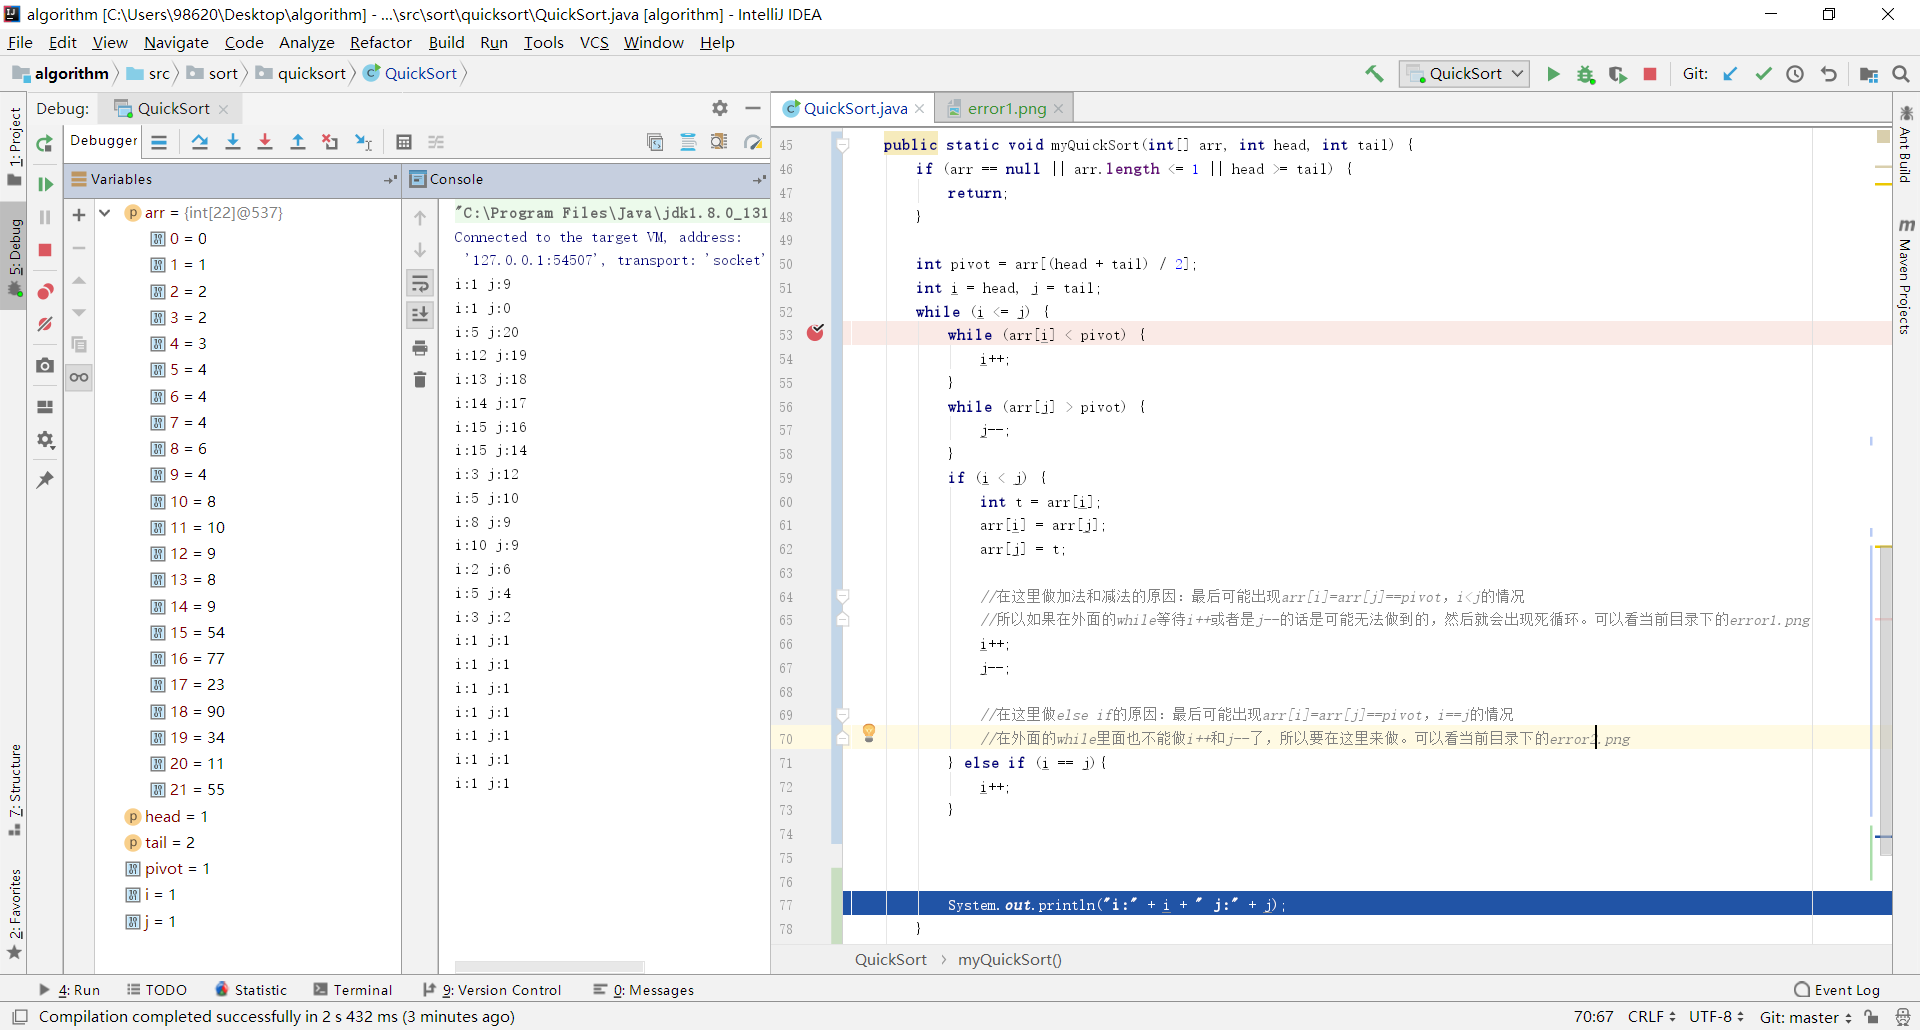 algorithm [C:\Users\98620\Desktop\algorithm] - ...\src\sort\quicksort\QuickSort.java [algorithm] - IntelliJ IDEA
File Edit View Navigate Code Analyze Refactor Build Run Tools VCS Window Help
algorithm src sort quicksort QuickSort
QuickSort Git:
Debug: QuickSort
QuickSort.java error1.png
Debugger
Variables
Console
1: Project
5: Debug
7: Structure
2: Favorites
arr = {int[22]@537}
0 = 0
1 = 1
2 = 2
3 = 2
4 = 3
5 = 4
6 = 4
7 = 4
8 = 6
9 = 4
10 = 8
11 = 10
12 = 9
13 = 8
14 = 9
15 = 54
16 = 77
17 = 23
18 = 90
19 = 34
20 = 11
21 = 55
head = 1
tail = 2
pivot = 1
i = 1
j = 1
"C:\Program Files\Java\jdk1.8.0_131
Connected to the target VM, address:
'127.0.0.1:54507', transport: 'socket'
i:1 j:9
i:1 j:0
i:5 j:20
i:12 j:19
i:13 j:18
i:14 j:17
i:15 j:16
i:15 j:14
i:3 j:12
i:5 j:10
i:8 j:9
i:10 j:9
i:2 j:6
i:5 j:4
i:3 j:2
i:1 j:1
i:1 j:1
i:1 j:1
i:1 j:1
i:1 j:1
i:1 j:1
i:1 j:1
45 public static void myQuickSort(int[] arr, int head, int tail) {
46 if (arr == null || arr.length <= 1 || head >= tail) {
47 return;
48 }
49
50 int pivot = arr[(head + tail) / 2];
51 int i = head, j = tail;
52 while (i <= j) {
53 while (arr[i] < pivot) {
54 i++;
55 }
56 while (arr[j] > pivot) {
57 j--;
58 }
59 if (i < j) {
60 int t = arr[i];
61 arr[i] = arr[j];
62 arr[j] = t;
63
64 //在这里做加法和减法的原因：最后可能出现arr[i]=arr[j]==pivot，i<j的情况
65 //所以如果在外面的while等待i++或者是j--的话是可能无法做到的，然后就会出现死循环。可以看当前目录下的error1.png
66 i++;
67 j--;
68
69 //在这里做else if的原因：最后可能出现arr[i]=arr[j]==pivot，i==j的情况
70 //在外面的while里面也不能做i++和j--了，所以要在这里来做。可以看当前目录下的error2.png
71 } else if (i == j){
72 i++;
73 }
74
75
76
77 System.out.println("i:" + i + " j:" + j);
78 }
QuickSort myQuickSort()
Ant Build
m Maven Projects
4: Run TODO Statistic Terminal 9: Version Control 0: Messages Event Log
Compilation completed successfully in 2 s 432 ms (3 minutes ago) 70:67 CRLF UTF-8 Git: master